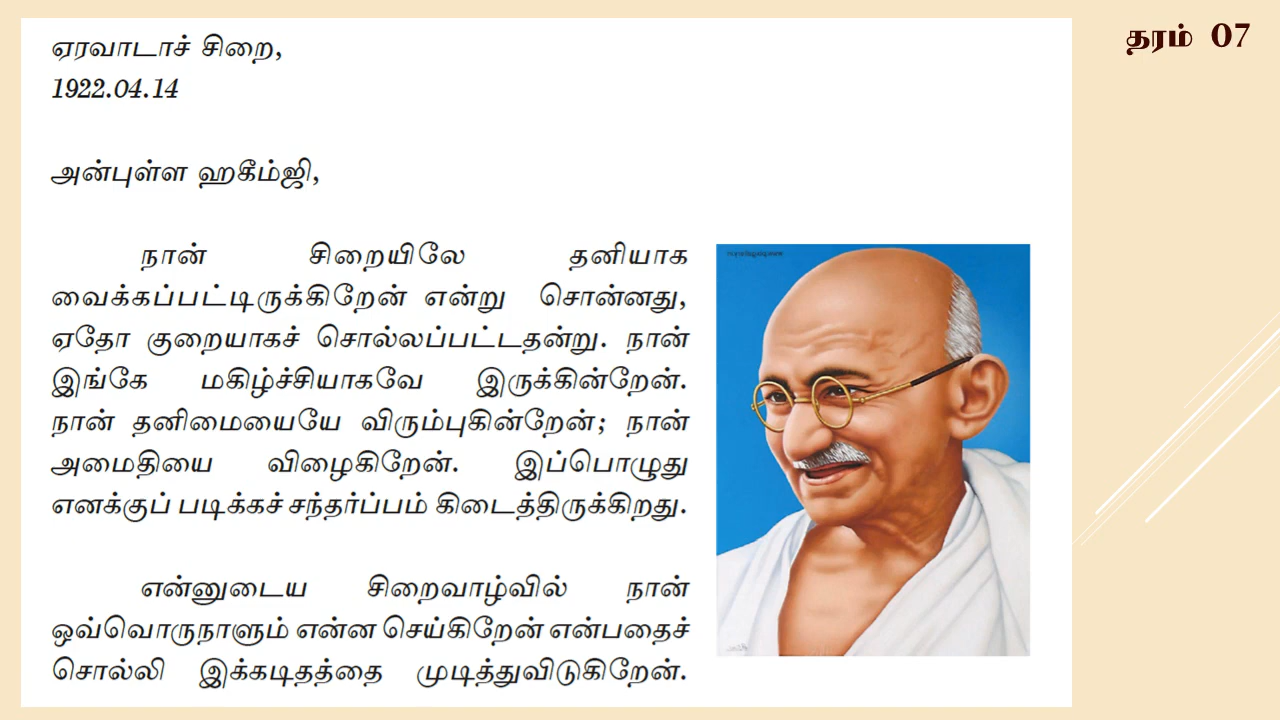 தரம் 07
ஏரவாடாச் சிறை,
1922.04.14
அன்புள்ள ஹகீம்ஜி,
நான் சிறையிலே தனியாக
வைக்கப்பட்டிருக்கிறேன் என்று சொன்னது,
ஏதோ குறையாகச் சொல்லப்பட்டதன்று. நான்
இங்கே மகிழ்ச்சியாகவே இருக்கின்றேன்.
நான் தனிமையையே விரும்புகின்றேன்; நான்
அமைதியை விழைகிறேன். இப்பொழுது
எனக்குப் படிக்கச் சந்தர்ப்பம் கிடைத்திருக்கிறது.
என்னுடைய சிறைவாழ்வில் நான்
ஒவ்வொருநாளும் என்ன செய்கிறேன் என்பதைச்
சொல்லி இக்கடிதத்தை முடித்துவிடுகிறேன்.